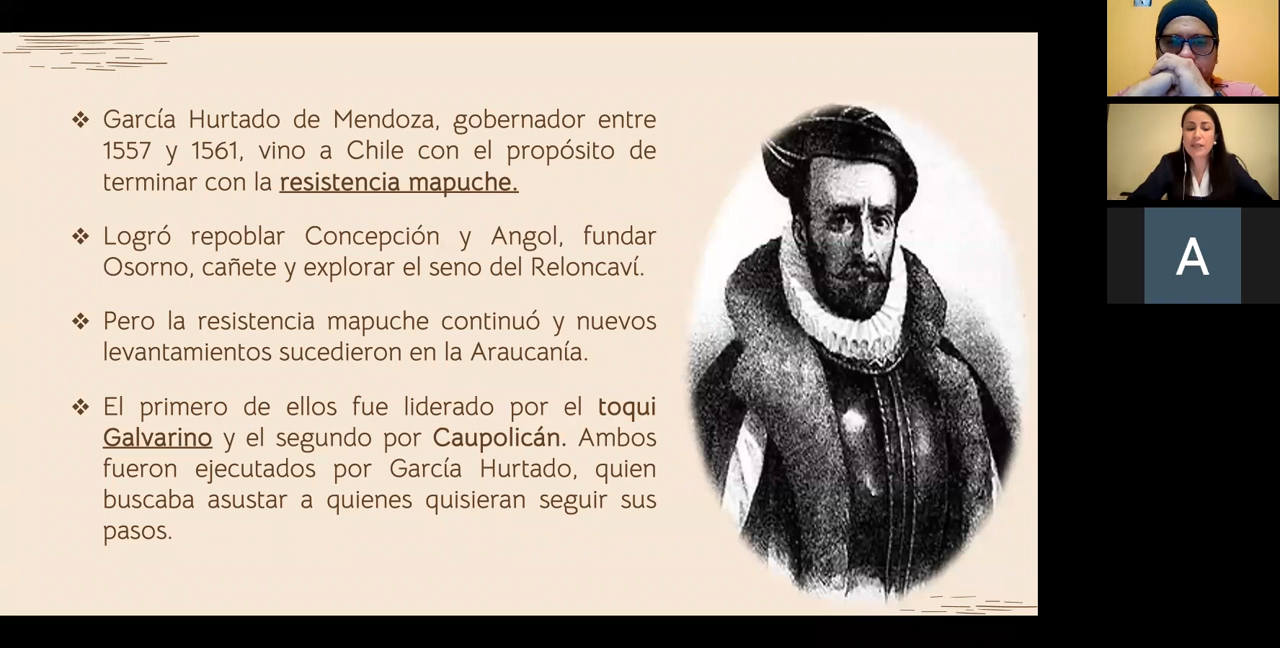 ❖ García Hurtado de Mendoza, gobernador entre
1557 y 1561, vino a Chile con el propósito de
terminar con la resistencia mapuche.
❖ Logró repoblar Concepción y Angol, fundar
Osorno, cañete y explorar el seno del Reloncaví.
❖ Pero la resistencia mapuche continuó y nuevos
levantamientos sucedieron en la Araucanía.
❖ El primero de ellos fue liderado por el toqui
Galvarino y el segundo por Caupolicán. Ambos
fueron ejecutados por García Hurtado, quien
buscaba asustar a quienes quisieran seguir sus
pasos.
A